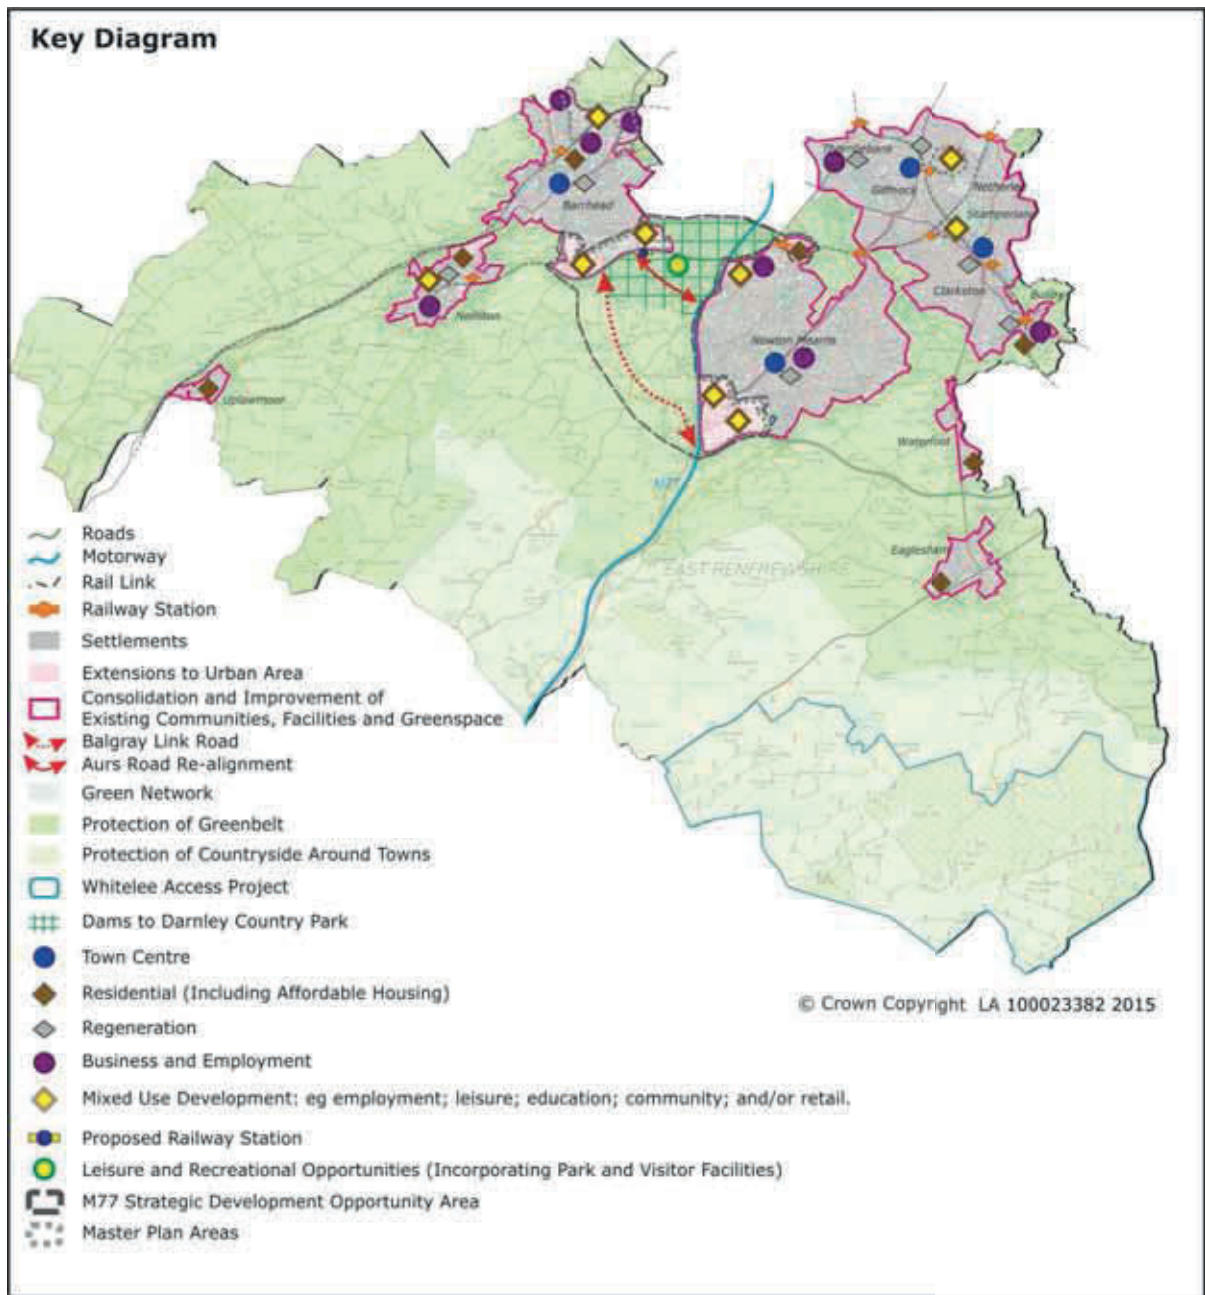 Key Diagram
Barrhead
Giffnock
Netherlee
Stamperland
Clarkston
Busby
Neilston
Newton Mearns
Uplawmoor
Waterfoot
M77
Eaglesham
EAST RENFREWSHIRE
Roads
Motorway
Rail Link
Railway Station
Settlements
Extensions to Urban Area
Consolidation and Improvement of
Existing Communities, Facilities and Greenspace
Balgray Link Road
Aurs Road Re-alignment
Green Network
Protection of Greenbelt
Protection of Countryside Around Towns
Whitelee Access Project
Dams to Darnley Country Park
Town Centre
Residential (Including Affordable Housing)
© Crown Copyright LA 100023382 2015
Regeneration
Business and Employment
Mixed Use Development: eg employment; leisure; education; community; and/or retail.
Proposed Railway Station
Leisure and Recreational Opportunities (Incorporating Park and Visitor Facilities)
M77 Strategic Development Opportunity Area
Master Plan Areas